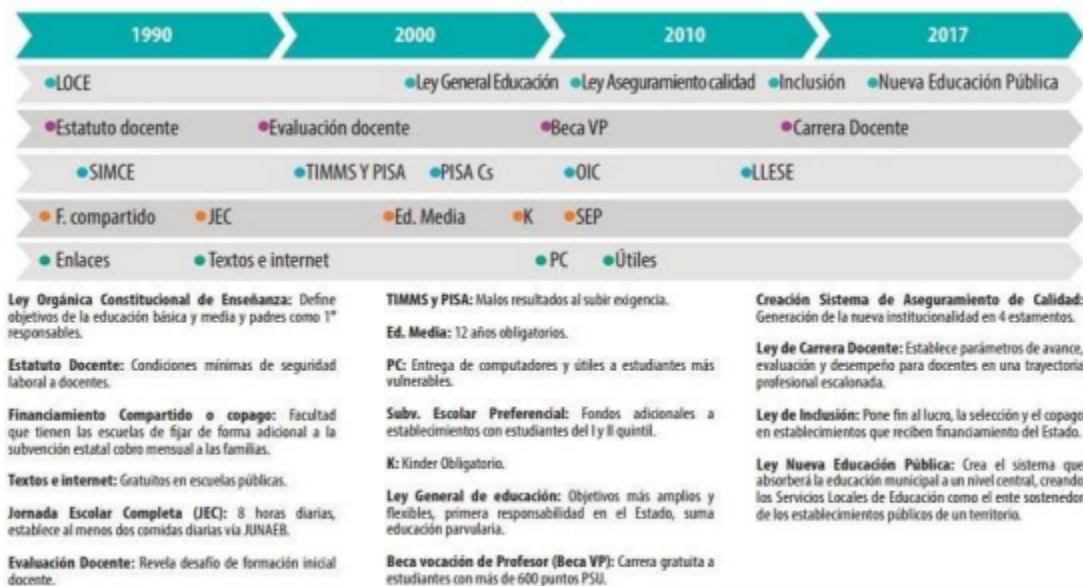 1990 2000 2010 2017
LOCE Ley General Educación Ley Aseguramiento calidad Inclusión Nueva Educación Pública
Estatuto docente Evaluación docente Beca VP Carrera Docente
SIMCE TIMMS Y PISA PISA Cs OIC LLESE
F. compartido JEC Ed. Media K SEP
Enlaces Textos e internet PC Útiles
Ley Orgánica Constitucional de Enseñanza: Define
objetivos de la educación básica y media y padres como 1°
responsables.
Estatuto Docente: Condiciones mínimas de seguridad
laboral a docentes.
Financiamiento Compartido o copago: Facultad
que tienen las escuelas de fijar de forma adicional a la
subvención estatal cobro mensual a las familias.
Textos e internet: Gratuitos en escuelas públicas.
Jornada Escolar Completa (JEC): 8 horas diarias,
establece al menos dos comidas diarias vía JUNAEB.
Evaluación Docente: Revela desafío de formación inicial
docente.
TIMMS y PISA: Malos resultados al subir exigencia.
Ed. Media: 12 años obligatorios.
PC: Entrega de computadores y útiles a estudiantes más
vulnerables.
Subv. Escolar Preferencial: Fondos adicionales a
establecimientos con estudiantes del I y II quintil.
K: Kinder Obligatorio.
Ley General de educación: Objetivos más amplios y
flexibles, primera responsabilidad en el Estado, suma
educación parvularia.
Beca vocación de Profesor (Beca VP): Carrera gratuita a
estudiantes con más de 600 puntos PSU.
Creación Sistema de Aseguramiento de Calidad:
Generación de la nueva institucionalidad en 4 estamentos.
Ley de Carrera Docente: Establece parámetros de avance,
evaluación y desempeño para docentes en una trayectoria
profesional escalonada.
Ley de Inclusión: Pone fin al lucro, la selección y el copago
en establecimientos que reciben financiamiento del Estado.
Ley Nueva Educación Pública: Crea el sistema que
absorberá la educación municipal a un nivel central, creando
los Servicios Locales de Educación como el ente sostenedor
de los establecimientos públicos de un territorio.